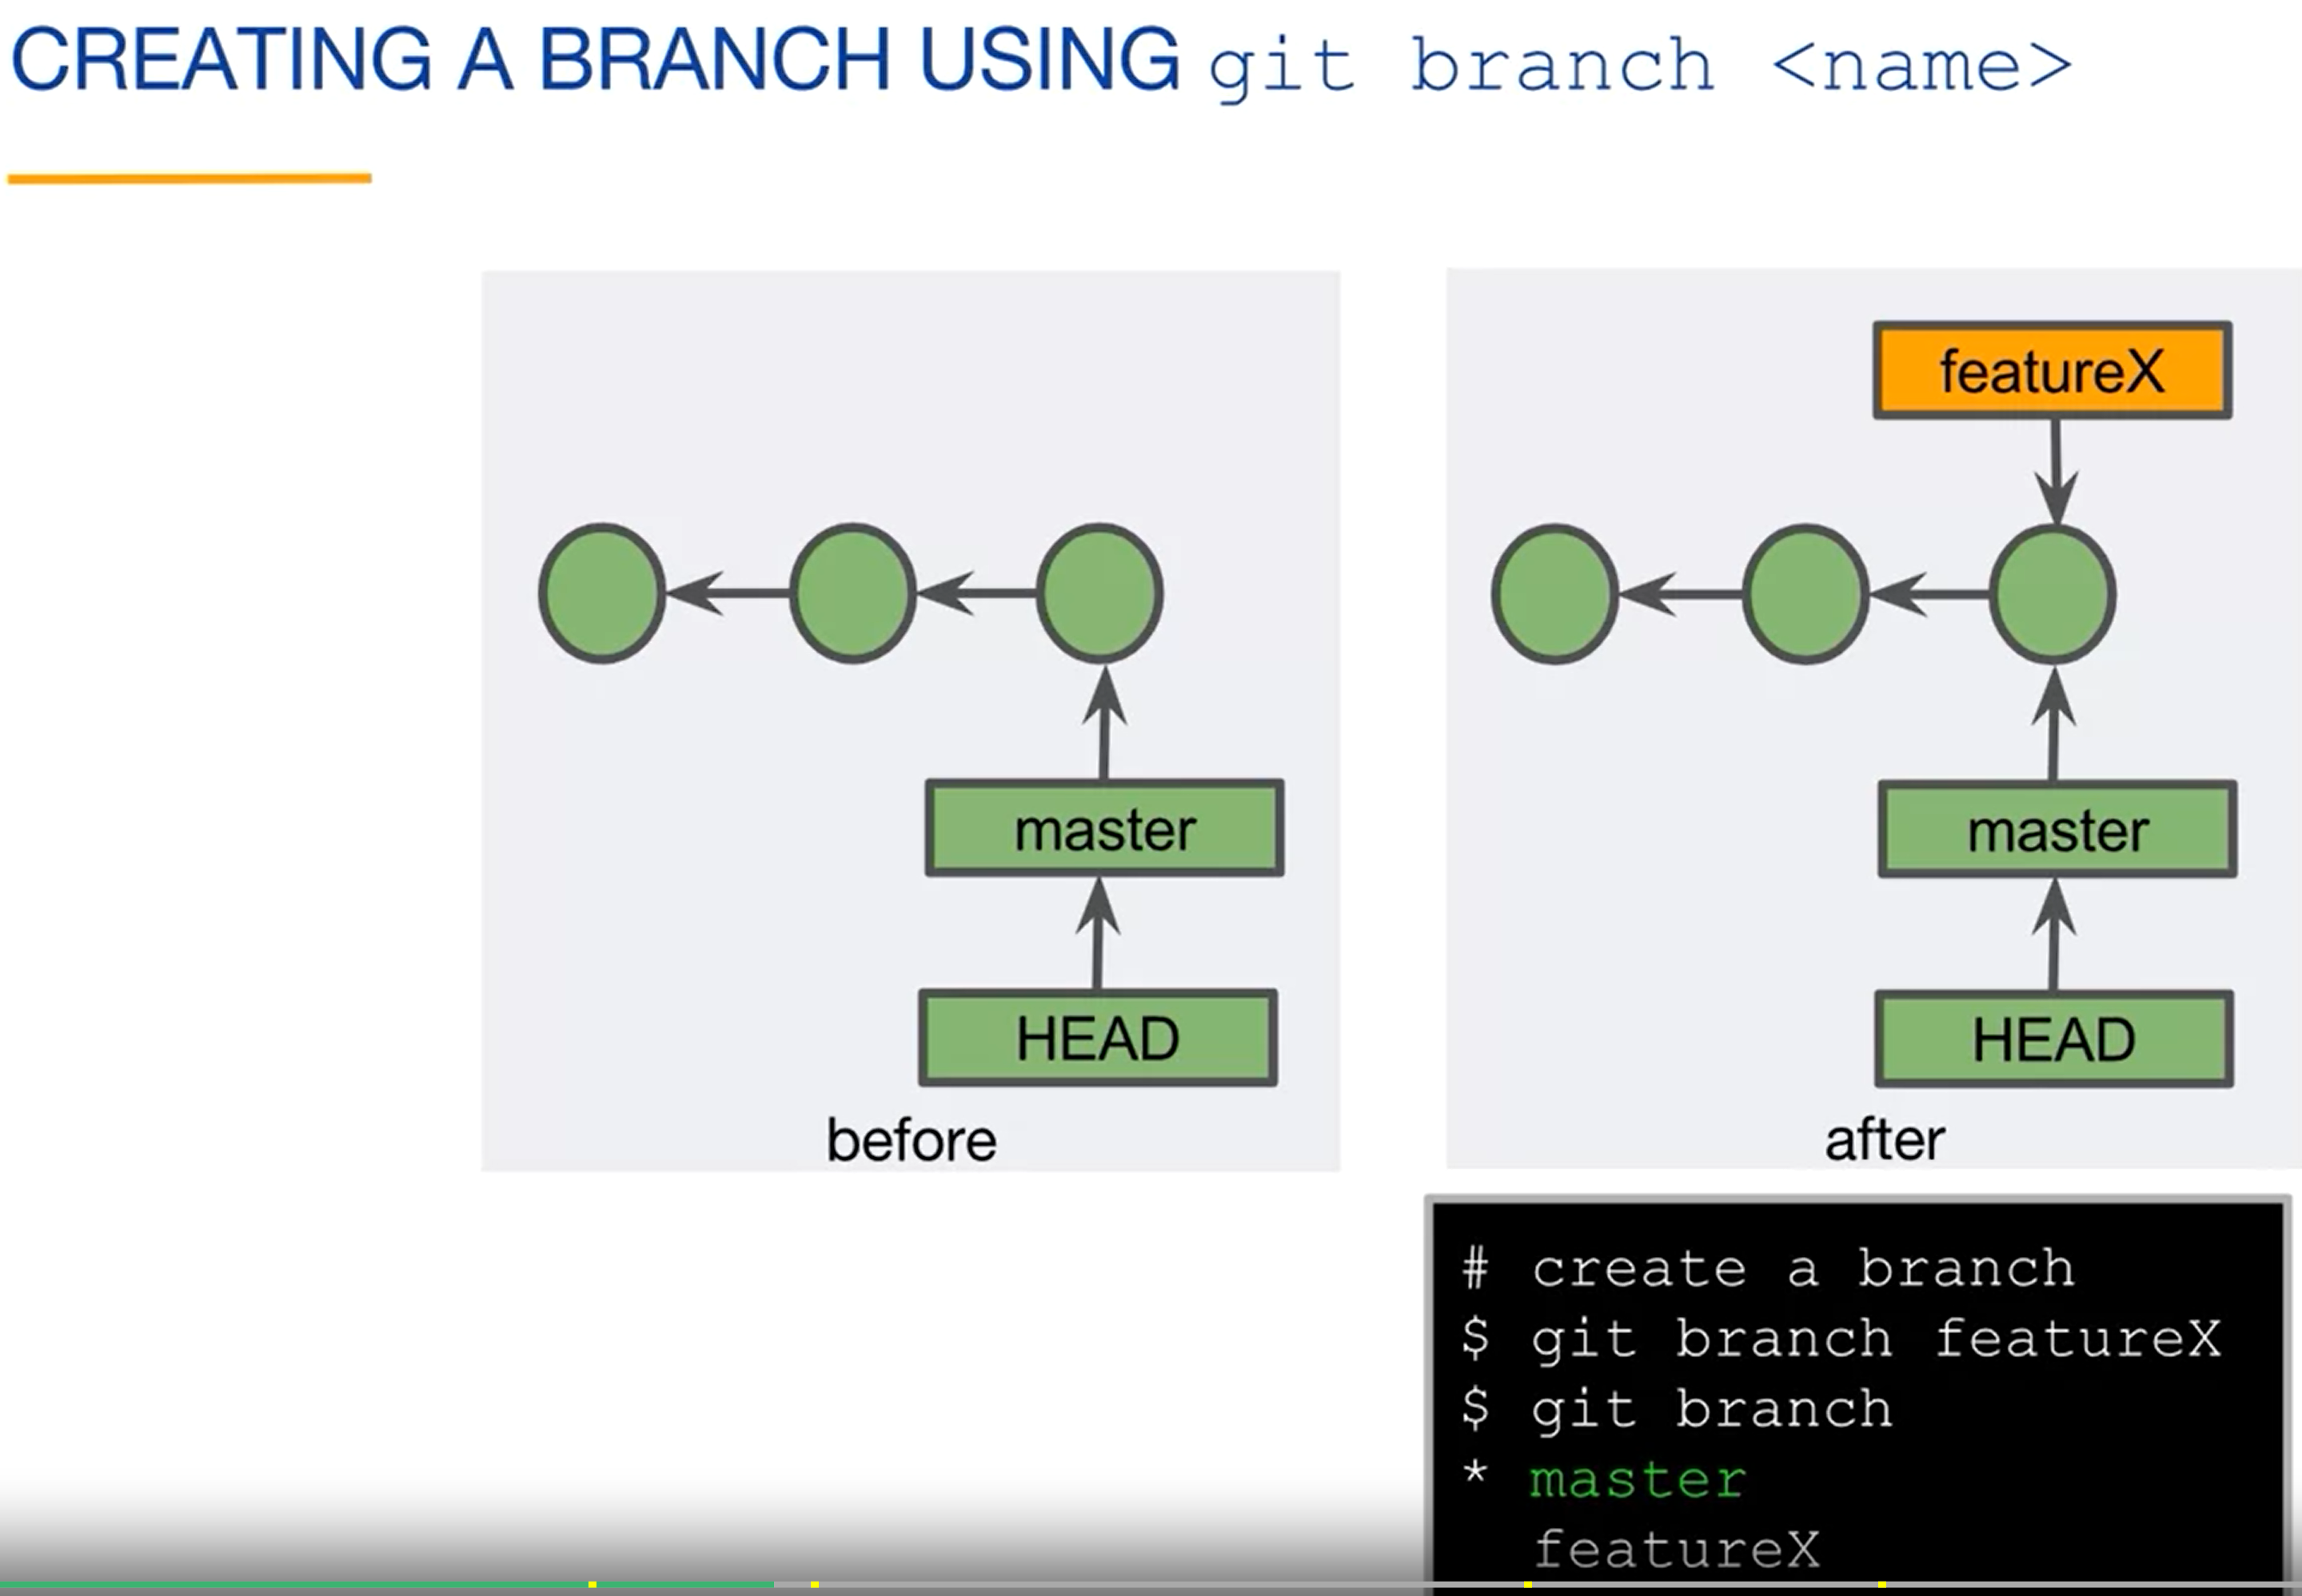 CREATING A BRANCH USING git branch <name>
master
HEAD
before
featureX
master
HEAD
after
# create a branch
$ git branch featureX
$ git branch
* master
featureX